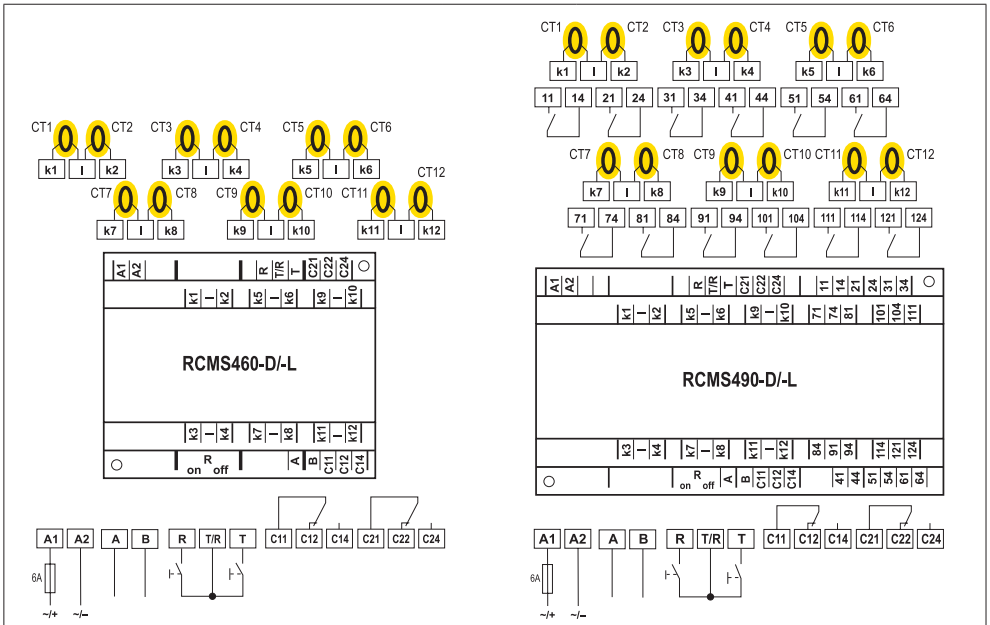 CT1 CT2 CT3 CT4 CT5 CT6
k1 I k2 k3 I k4 k5 I k6
CT7 CT8 CT9 CT10 CT11 CT12
k7 I k8 k9 I k10 k11 I k12
A1 A2 R T/R T C21 C22 C24
k1 I k2 k5 I k6 k9 I k10
RCMS460-D/-L
k3 I k4 k7 I k8 k11 I k12
on R off A B C11 C12 C14
A1 A2 A B R T/R T C11 C12 C14 C21 C22 C24
6A
~/+ ~/–
CT1 CT2 CT3 CT4 CT5 CT6
k1 I k2 k3 I k4 k5 I k6
11 14 21 24 31 34 41 44 51 54 61 64
CT7 CT8 CT9 CT10 CT11 CT12
k7 I k8 k9 I k10 k11 I k12
71 74 81 84 91 94 101 104 111 114 121 124
A1 A2 R T/R T C21 C22 C24 11 14 21 24 31 34
k1 I k2 k5 I k6 k9 I k10 71 74 81 101 104 111
RCMS490-D/-L
k3 I k4 k7 I k8 k11 I k12 84 91 94 114 121 124
on R off A B C11 C12 C14 41 44 51 54 61 64
A1 A2 A B R T/R T C11 C12 C14 C21 C22 C24
6A
~/+ ~/–